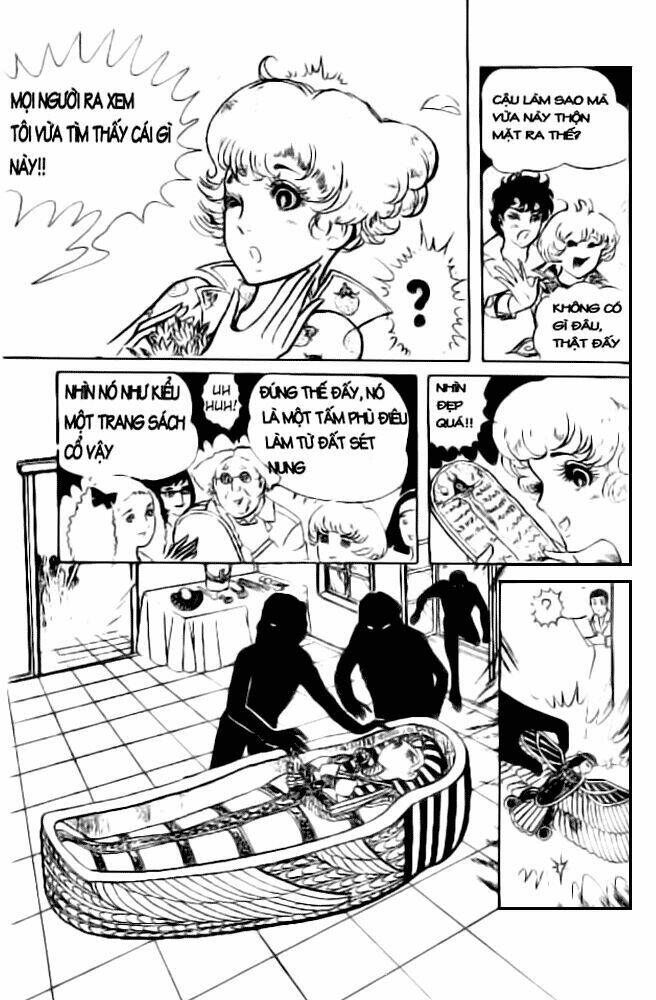 MỌI NGƯỜI RA XEM
TÔI VỪA TÌM THẤY CÁI GÌ
NÀY!!
?
CẬU LÀM SAO MÀ
VỪA NÃY THỘN
MẶT RA THẾ?
KHÔNG CÓ
GÌ ĐÂU,
THẬT ĐẤY
NHÌN NÓ NHƯ KIỂU
MỘT TRANG SÁCH
CỔ VẬY
UH
HUH!
ĐÚNG THẾ ĐẤY, NÓ
LÀ MỘT TẤM PHÙ ĐIÊU
LÀM TỪ ĐẤT SÉT
NUNG
NHÌN
ĐẸP
QUÁ!!
?